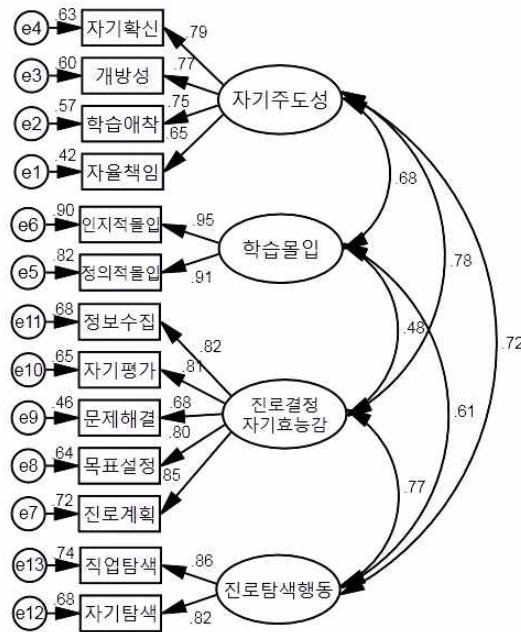 e4 .63 자기확신 .79
e3 .60 개방성 .77
e2 .57 학습애착 .75
e1 .42 자율책임 .65
자기주도성
e6 .90 인지적몰입 .95
e5 .82 정의적몰입 .91
학습몰입
e11 .68 정보수집 .82
e10 .65 자기평가 .81
e9 .46 문제해결 .68
e8 .64 목표설정 .80
e7 .72 진로계획 .85
진로결정
자기효능감
e13 .74 직업탐색 .86
e12 .68 자기탐색 .82
진로탐색행동
.68
.78
.48
.72
.61
.77